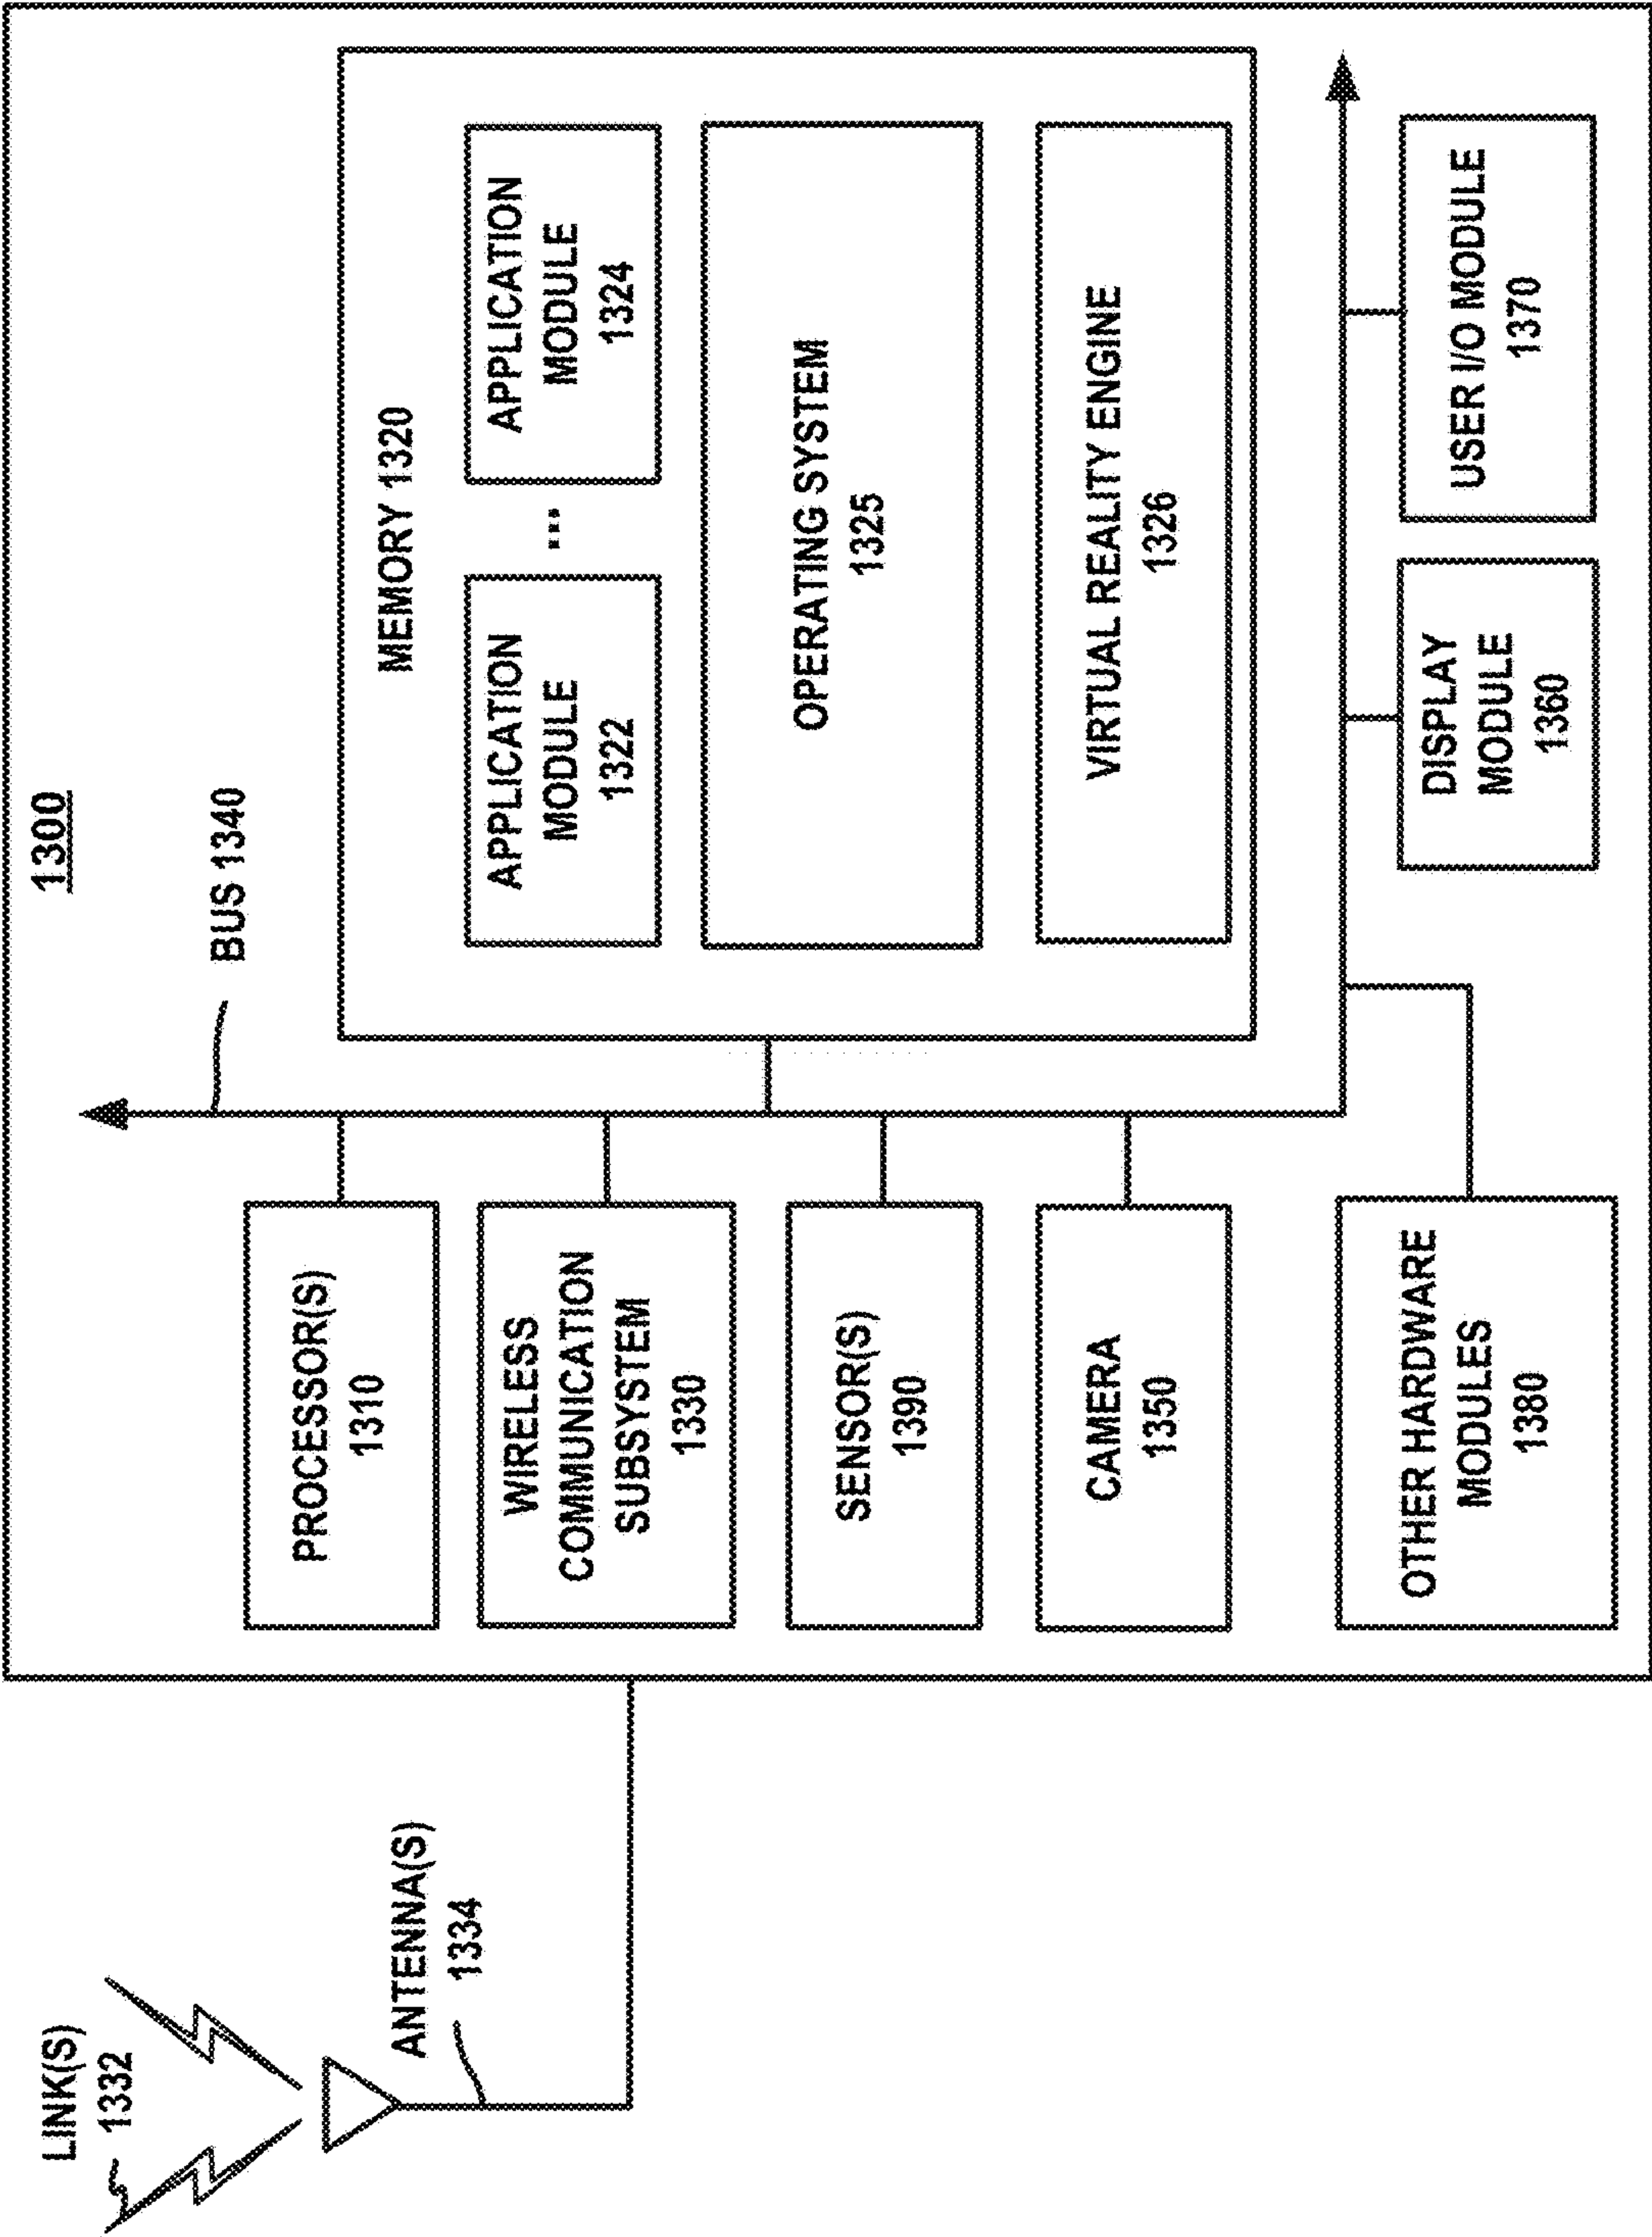 1300
LINK(S)
1332
ANTENNA(S)
1334
BUS 1340
PROCESSOR(S)
1310
WIRELESS
COMMUNICATION
SUBSYSTEM
1330
SENSOR(S)
1390
CAMERA
1350
OTHER HARDWARE
MODULES
1380
MEMORY 1320
APPLICATION
MODULE
1322
...
APPLICATION
MODULE
1324
OPERATING SYSTEM
1325
VIRTUAL REALITY ENGINE
1326
DISPLAY
MODULE
1360
USER I/O MODULE
1370